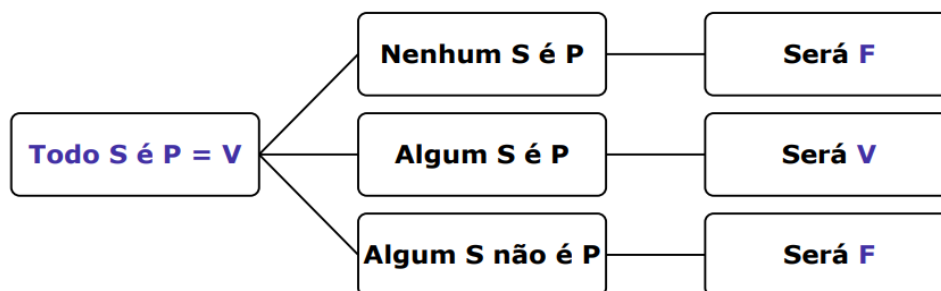 Nenhum S é P
Será F
Todo S é P = V
Algum S é P
Será V
Algum S não é P
Será F